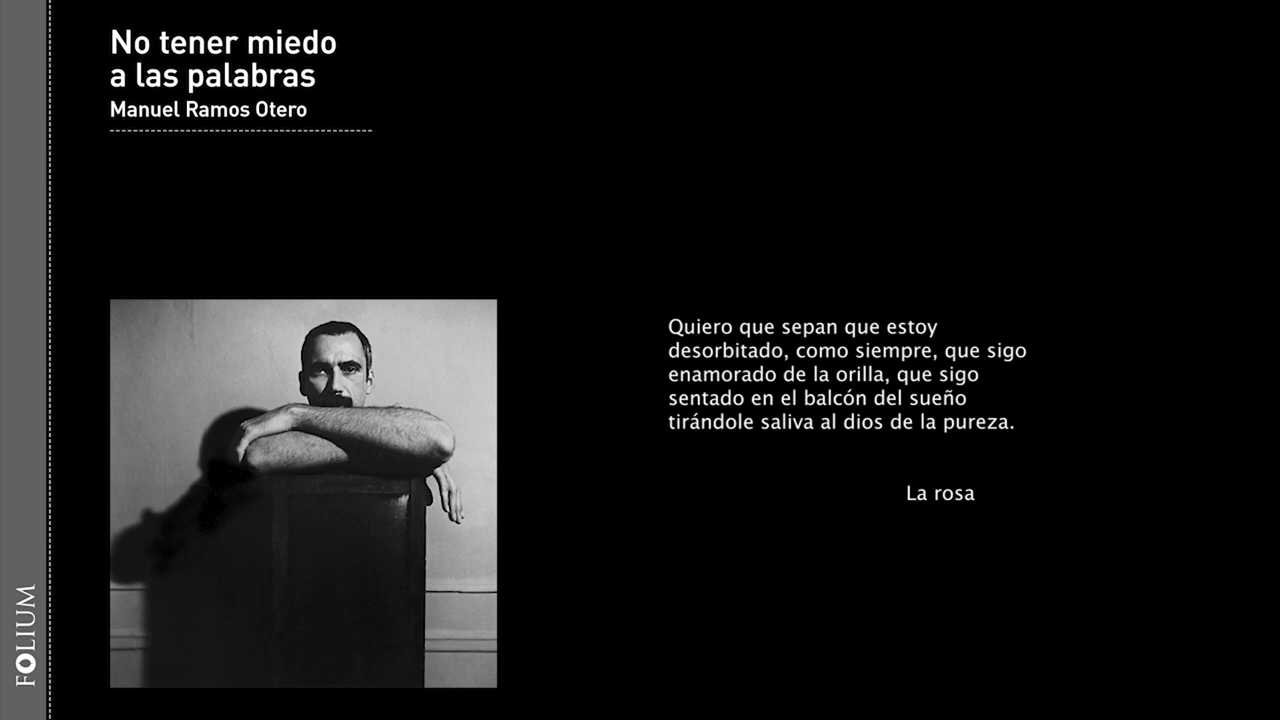 No tener miedo
a las palabras
Manuel Ramos Otero
Quiero que sepan que estoy
desorbitado, como siempre, que sigo
enamorado de la orilla, que sigo
sentado en el balcón del sueño
tirándole saliva al dios de la pureza.
La rosa
FOLIUM